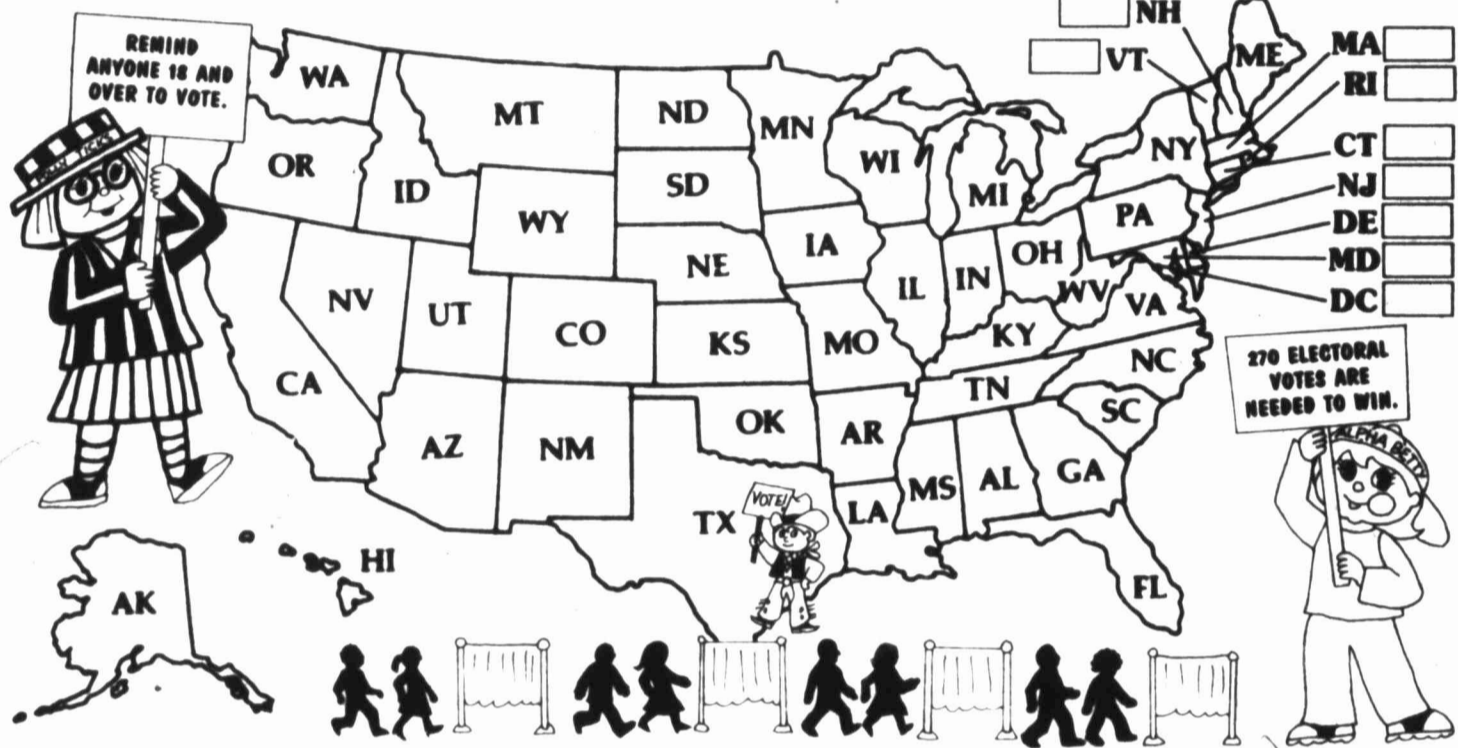 REMIND
ANYONE 18 AND
OVER TO VOTE.
NH
VT
ME
MA
RI
CT
NJ
DE
MD
DC
WA
MT
ND
MN
OR
ID
SD
WI
MI
NY
WY
PA
IA
NE
OH
NV
UT
IL
IN
WV
VA
CO
KS
MO
KY
CA
NC
TN
SC
OK
AR
AZ
NM
MS
AL
GA
LA
TX
VOTE!
FL
HI
AK
270 ELECTORAL
VOTES ARE
NEEDED TO WIN.
ALPHA BETTY